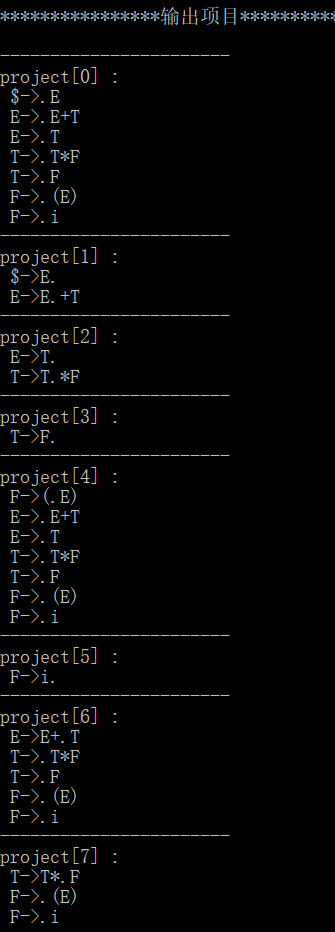 ****************输出项目**********
-----------------------
project[0] :
$->.E
E->.E+T
E->.T
T->.T*F
T->.F
F->.(E)
F->.i
-----------------------
project[1] :
$->E.
E->E.+T
-----------------------
project[2] :
E->T.
T->T.*F
-----------------------
project[3] :
T->F.
-----------------------
project[4] :
F->(.E)
E->.E+T
E->.T
T->.T*F
T->.F
F->.(E)
F->.i
-----------------------
project[5] :
F->i.
-----------------------
project[6] :
E->E+.T
T->.T*F
T->.F
F->.(E)
F->.i
-----------------------
project[7] :
T->T*.F
F->.(E)
F->.i